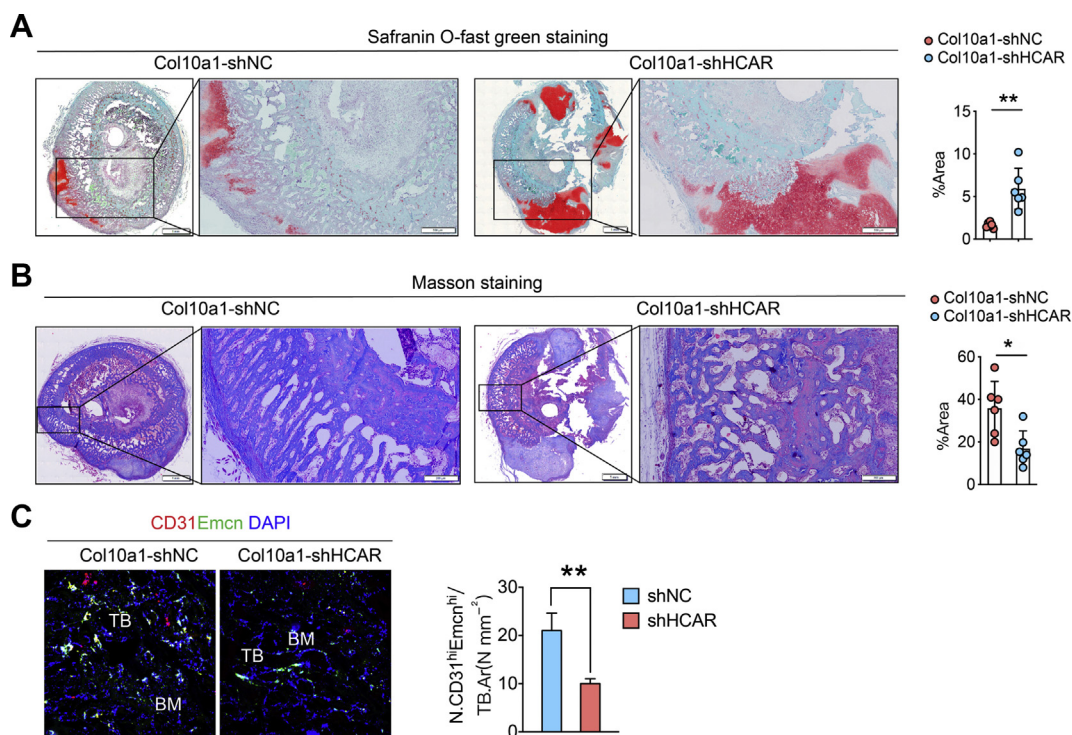 A
Safranin O-fast green staining
Col10a1-shNC
Col10a1-shHCAR
Col10a1-shNC
Col10a1-shHCAR
**
15
10
5
0
%Area
B
Masson staining
Col10a1-shNC
Col10a1-shHCAR
Col10a1-shNC
Col10a1-shHCAR
*
60
40
20
0
%Area
C
CD31Emcn DAPI
Col10a1-shNC
Col10a1-shHCAR
TB
BM
TB
BM
**
30
20
10
0
N.CD31ʰⁱEmcnʰⁱ/
TB.Ar(N mm⁻²)
shNC
shHCAR